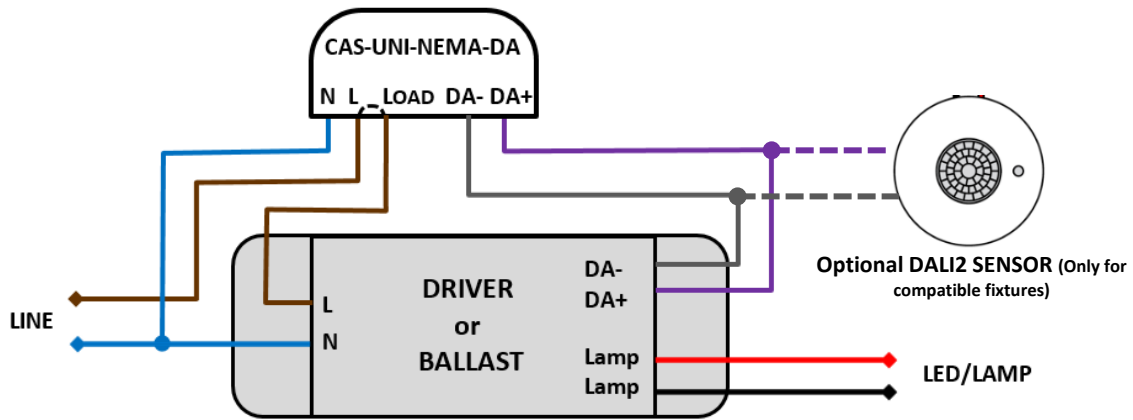 CAS-UNI-NEMA-DA
N L LOAD DA- DA+
Optional DALI2 SENSOR (Only for
compatible fixtures)
DA-
DRIVER
DA+
L
LINE
or
N
BALLAST
Lamp
LED/LAMP
Lamp